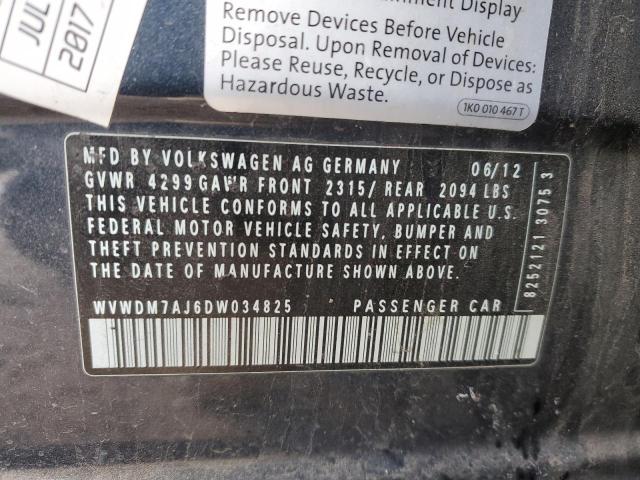 JUL
2017
Display
Remove Devices Before Vehicle
Disposal. Upon Removal of Devices:
Please Reuse, Recycle, or Dispose as
Hazardous Waste.
1K0 010 467 T
MFD BY VOLKSWAGEN AG GERMANY 06/12
GVWR 4299 GAWR FRONT 2315/ REAR 2094 LBS
THIS VEHICLE CONFORMS TO ALL APPLICABLE U.S.
FEDERAL MOTOR VEHICLE SAFETY, BUMPER AND
THEFT PREVENTION STANDARDS IN EFFECT ON
THE DATE OF MANUFACTURE SHOWN ABOVE.
WVWDM7AJ6DW034825 PASSENGER CAR
8252121 3075 3